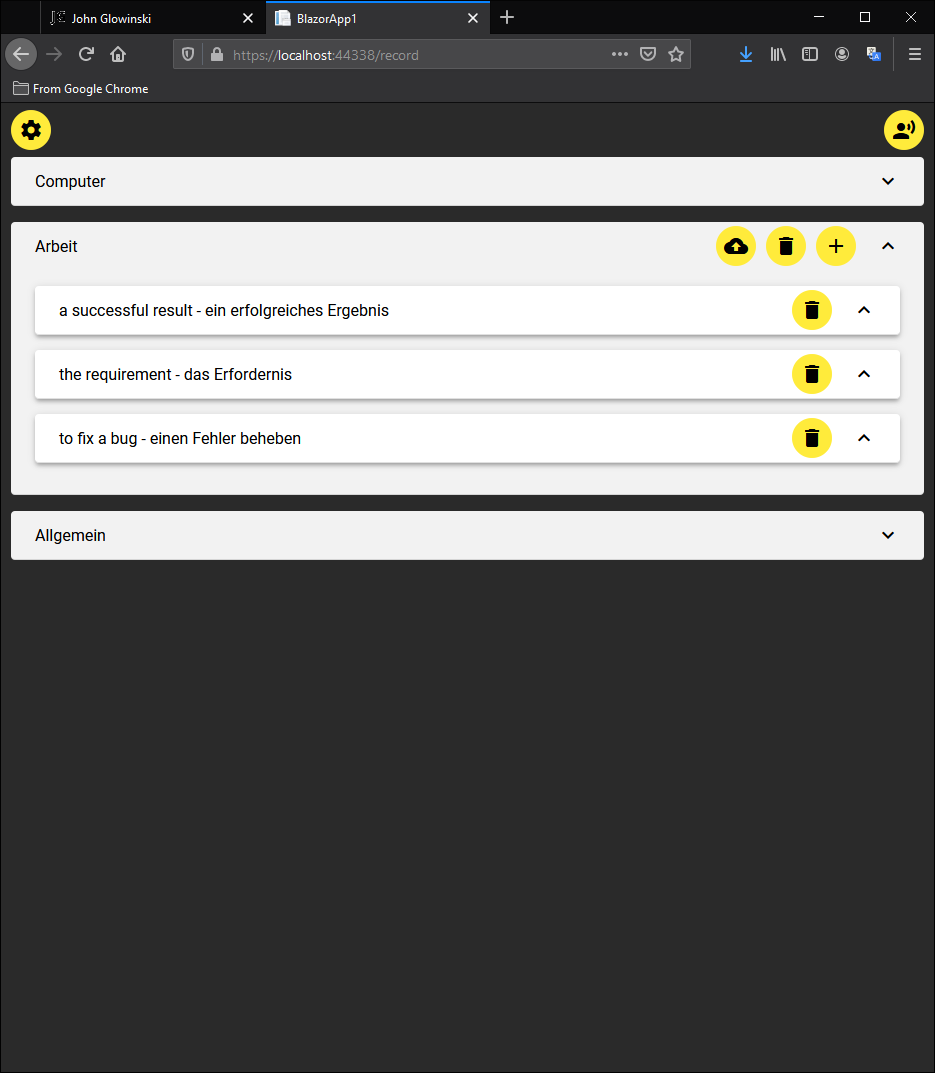 John Glowinski
BlazorApp1
https://localhost:44338/record
From Google Chrome
Computer
Arbeit
a successful result - ein erfolgreiches Ergebnis
the requirement - das Erfordernis
to fix a bug - einen Fehler beheben
Allgemein